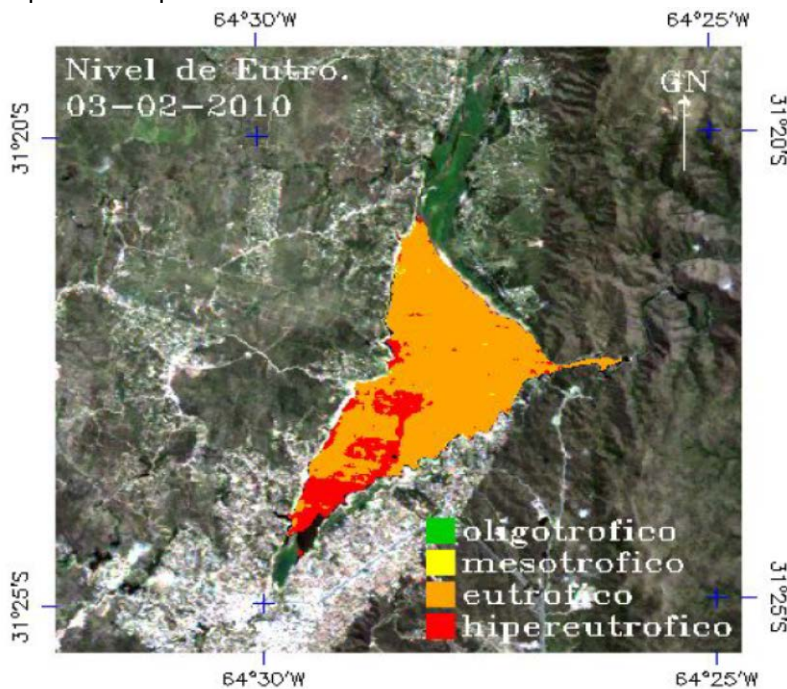 64°30'W 64°25'W
Nivel de Eutro.
03-02-2010
GN
31°20'S 31°20'S
oligotrofico
mesotrofico
eutrofico
hipereutrofico
31°25'S 31°25'S
64°30'W 64°25'W